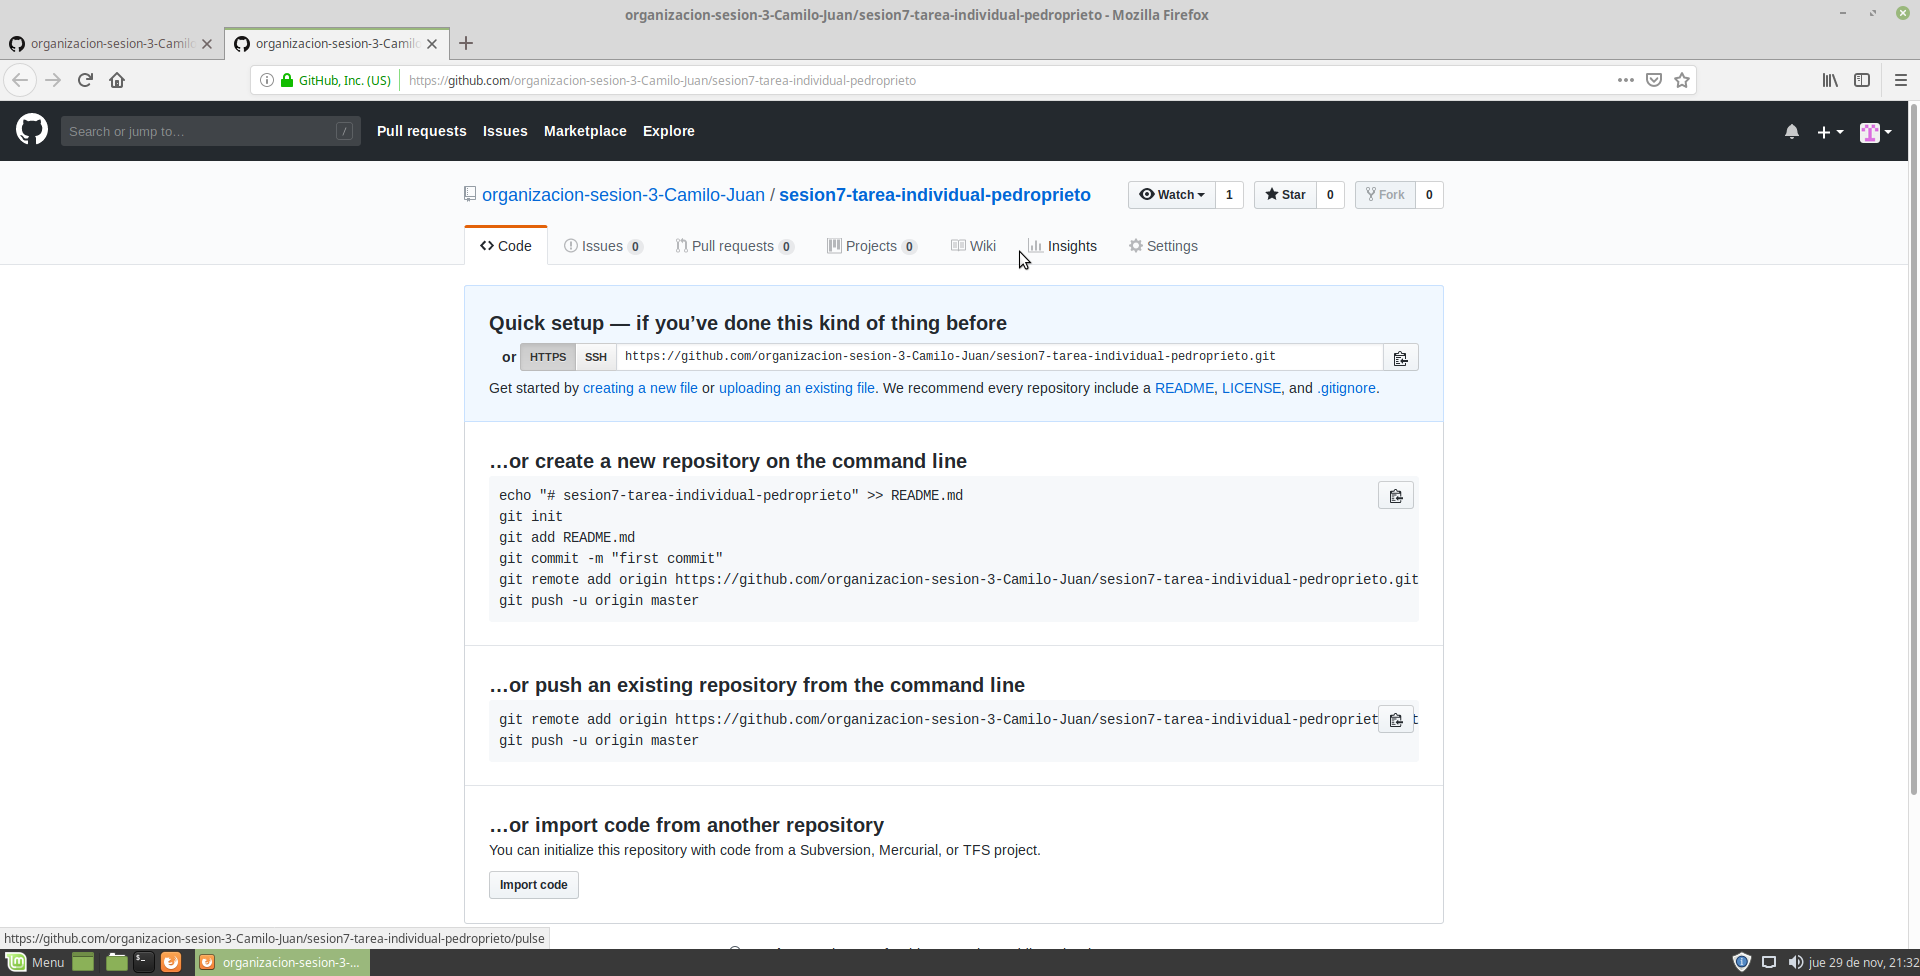 organizacion-sesion-3-Camilo-Juan/sesion7-tarea-individual-pedroprieto - Mozilla Firefox
organizacion-sesion-3-Camilo
organizacion-sesion-3-Camilo
GitHub, Inc. (US)
https://github.com/organizacion-sesion-3-Camilo-Juan/sesion7-tarea-individual-pedroprieto
Search or jump to…
/
Pull requests
Issues
Marketplace
Explore
organizacion-sesion-3-Camilo-Juan / sesion7-tarea-individual-pedroprieto
Watch 1
Star 0
Fork 0
Code
Issues 0
Pull requests 0
Projects 0
Wiki
Insights
Settings
Quick setup — if you’ve done this kind of thing before
or HTTPS SSH https://github.com/organizacion-sesion-3-Camilo-Juan/sesion7-tarea-individual-pedroprieto.git
Get started by creating a new file or uploading an existing file. We recommend every repository include a README, LICENSE, and .gitignore.
…or create a new repository on the command line
echo "# sesion7-tarea-individual-pedroprieto" >> README.md
git init
git add README.md
git commit -m "first commit"
git remote add origin https://github.com/organizacion-sesion-3-Camilo-Juan/sesion7-tarea-individual-pedroprieto.git
git push -u origin master
…or push an existing repository from the command line
git remote add origin https://github.com/organizacion-sesion-3-Camilo-Juan/sesion7-tarea-individual-pedropriet t
git push -u origin master
…or import code from another repository
You can initialize this repository with code from a Subversion, Mercurial, or TFS project.
Import code
https://github.com/organizacion-sesion-3-Camilo-Juan/sesion7-tarea-individual-pedroprieto/pulse
Menu
organizacion-sesion-3-...
jue 29 de nov, 21:32